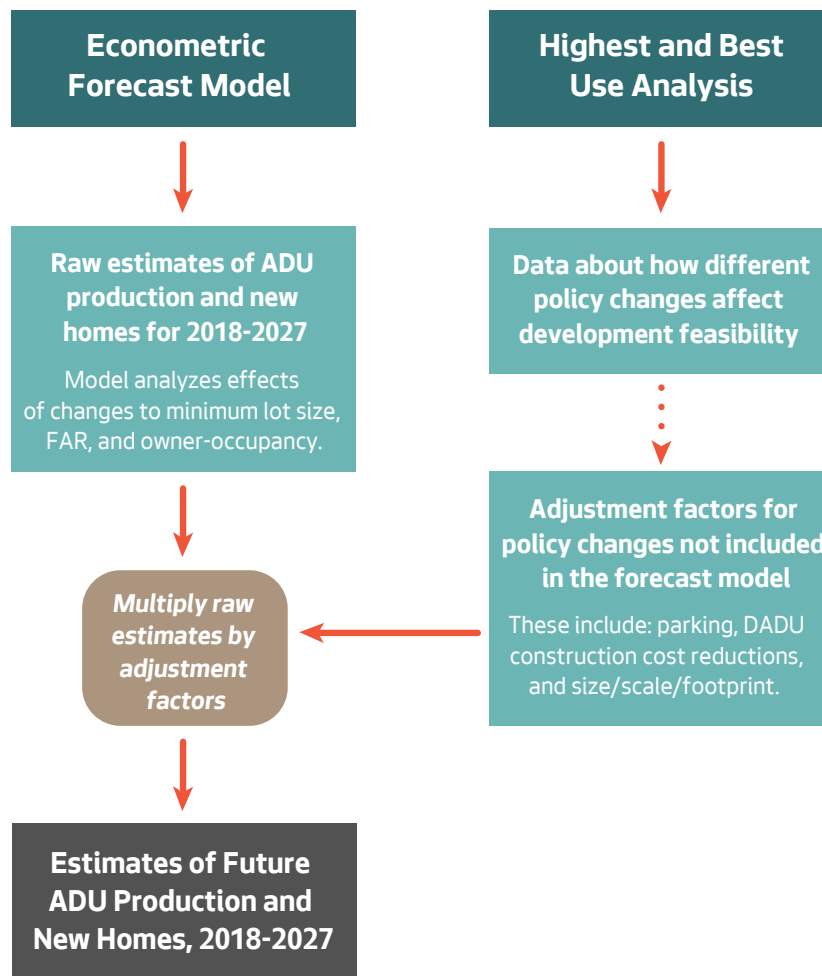 Econometric
Forecast Model
Raw estimates of ADU
production and new
homes for 2018-2027
Model analyzes effects
of changes to minimum lot size,
FAR, and owner-occupancy.
Multiply raw
estimates by
adjustment
factors
Estimates of Future
ADU Production and
New Homes, 2018-2027
Highest and Best
Use Analysis
Data about how different
policy changes affect
development feasibility
Adjustment factors for
policy changes not included
in the forecast model
These include: parking, DADU
construction cost reductions,
and size/scale/footprint.